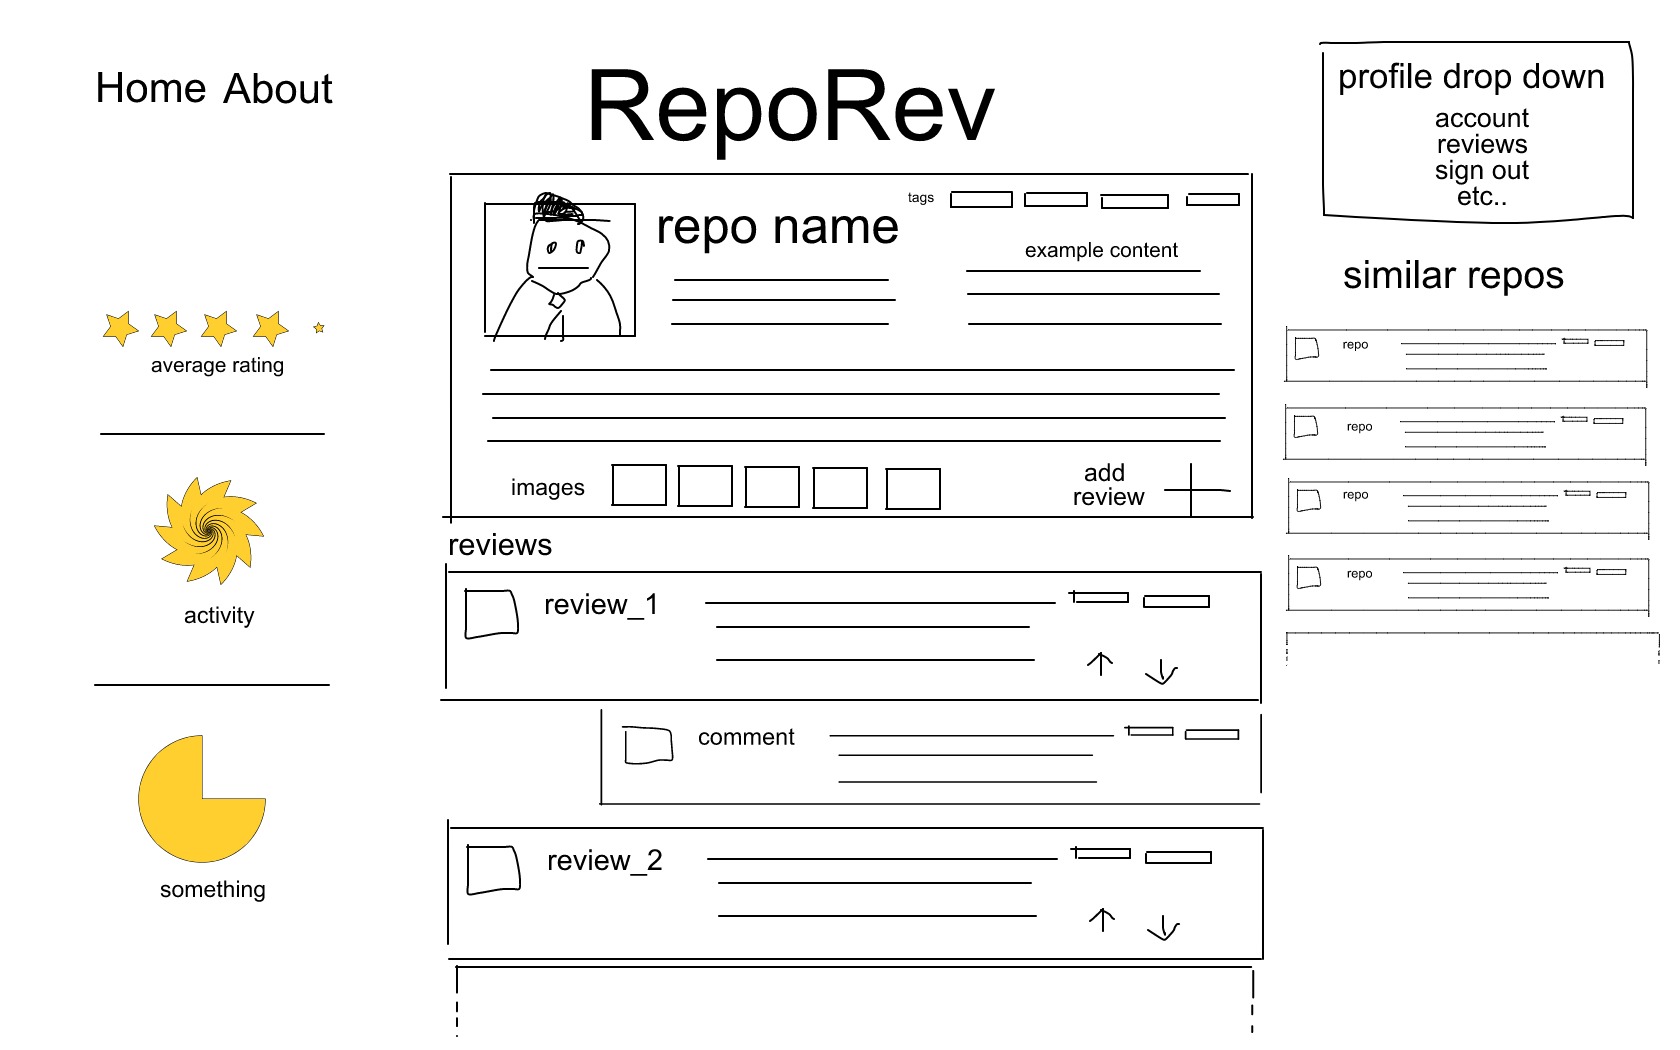 Home About
RepoRev
profile drop down
account
reviews
sign out
etc..
average rating
activity
something
repo name
tags
example content
images
add
review
reviews
review_1
comment
review_2
similar repos
repo
repo
repo
repo